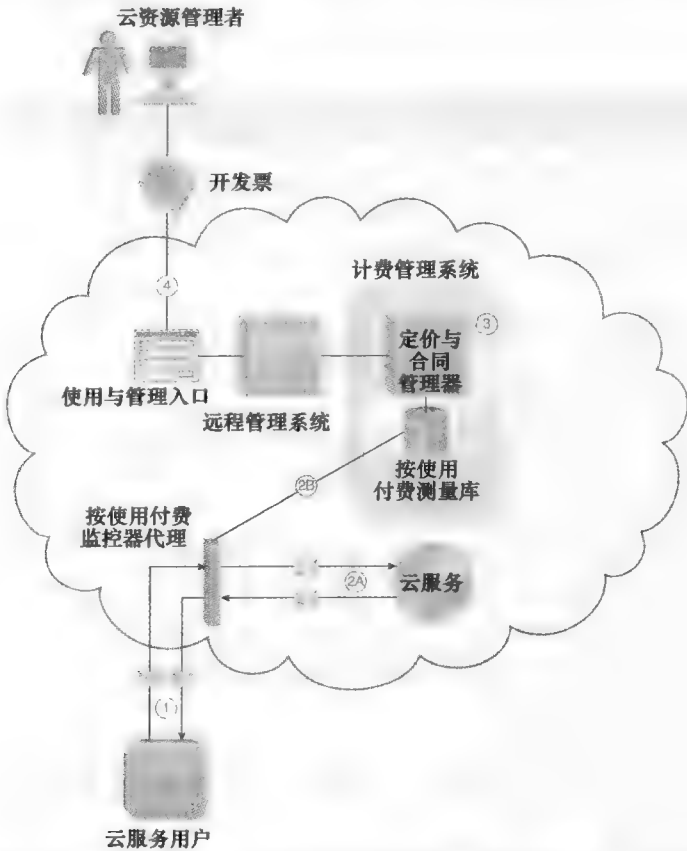 云资源管理者
开发票
计费管理系统
④
③
定价与
合同
管理器
使用与管理入口
远程管理系统
按使用
付费测量库
2B
按使用付费
监控器代理
2A
云服务
①
云服务用户